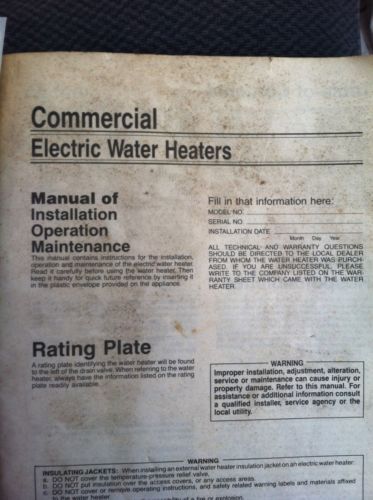 Commercial
Electric Water Heaters
Manual of
Installation
Operation
Maintenance
This manual contains instructions for the installation,
operation and maintenance of the electric water heater.
Read it carefully before using the water heater. Then
keep it handy for quick future reference by inserting it
in the plastic envelope provided on the appliance.
Fill in that information here:
MODEL NO.
SERIAL NO.
INSTALLATION DATE
Month Day Year
ALL TECHNICAL AND WARRANTY QUESTIONS
SHOULD BE DIRECTED TO THE LOCAL DEALER
FROM WHOM THE WATER HEATER WAS PURCH-
ASED. IF YOU ARE UNSUCCESSFUL, PLEASE
WRITE TO THE COMPANY LISTED ON THE WAR-
RANTY SHEET WHICH CAME WITH THE WATER
HEATER.
Rating Plate
A rating plate identifying the water heater will be found
to the left of the drain valve. When referring to the water
heater, always have the information listed on the rating
plate readily available.
WARNING
Improper installation, adjustment, alteration,
service or maintenance can cause injury or
property damage. Refer to this manual. For
assistance or additional information consult
a qualified installer, service agency or the
local utility.
WARNING
INSULATING JACKETS: When installing an external water heater insulation jacket on an electric water heater:
a. DO NOT cover the temperature-pressure relief valve.
b. DO NOT put insulation over the access covers, or any access areas.
c. DO NOT cover or remove operating instructions, and safety related warning labels and materials affixed
to the water heater.
of a fire or explosion.